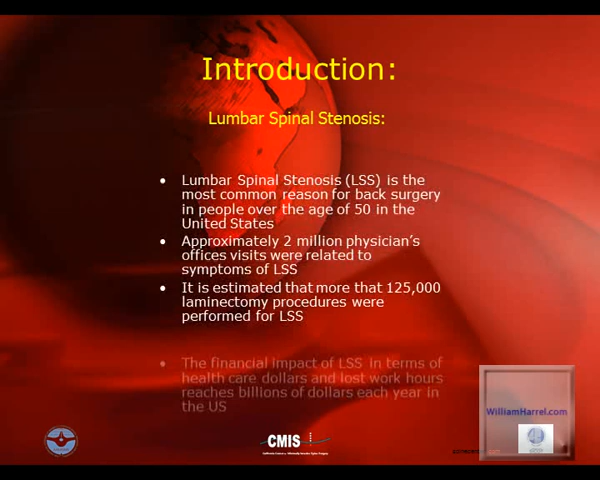 Introduction:
Lumbar Spinal Stenosis:
• Lumbar Spinal Stenosis (LSS) is the
most common reason for back surgery
in people over the age of 50 in the
United States
• Approximately 2 million physician's
offices visits were related to
symptoms of LSS
• It is estimated that more that 125,000
laminectomy procedures were
performed for LSS
• The financial impact of LSS in terms of
health care dollars and lost work hours
reaches billions of dollars each year in
the US
WilliamHarrel.com
CMIS